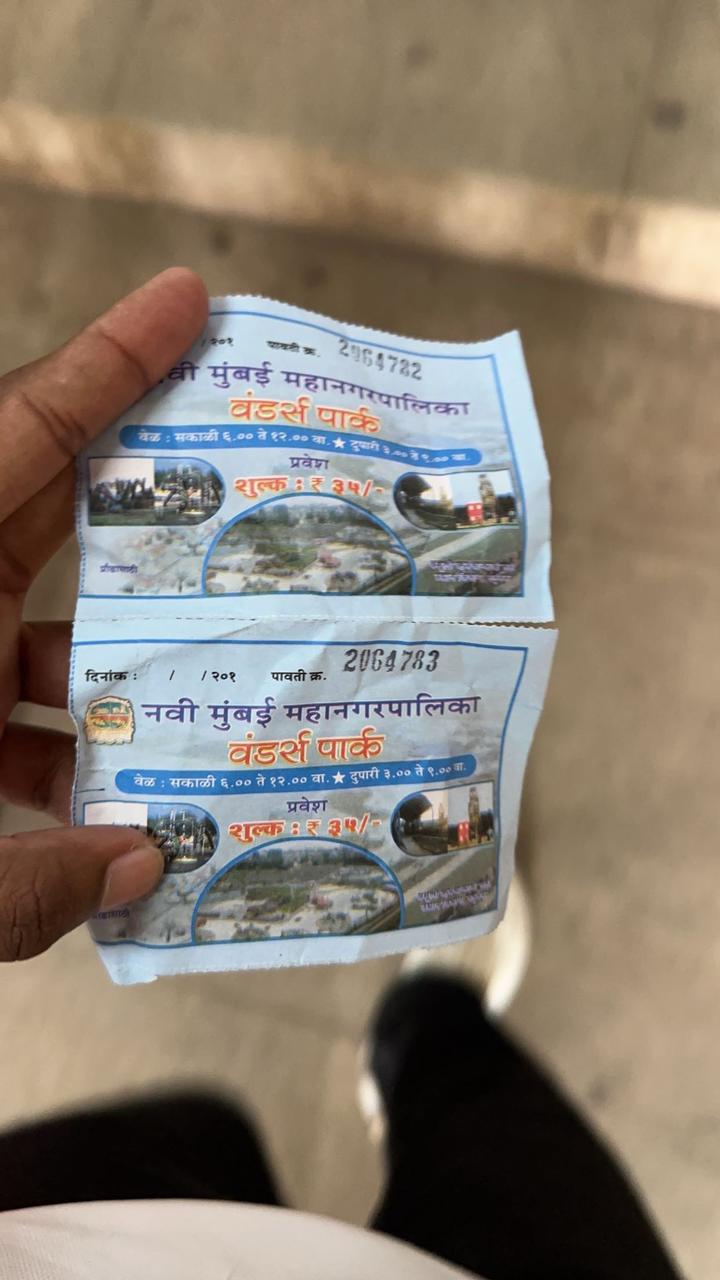 /२०१ पावती क्र. 2064782
नवी मुंबई महानगरपालिका
वंडर्स पार्क
वेळ : सकाळी ६.०० ते १२.०० वा. ★ दुपारी ३.०० ते ९.०० वा.
प्रवेश
शुल्क : ₹ ३५/-
प्रौढासाठी
दिनांक : / /२०१ पावती क्र. 2064783
नवी मुंबई महानगरपालिका
वंडर्स पार्क
वेळ : सकाळी ६.०० ते १२.०० वा. ★ दुपारी ३.०० ते ९.०० वा.
प्रवेश
शुल्क : ₹ ३५/-